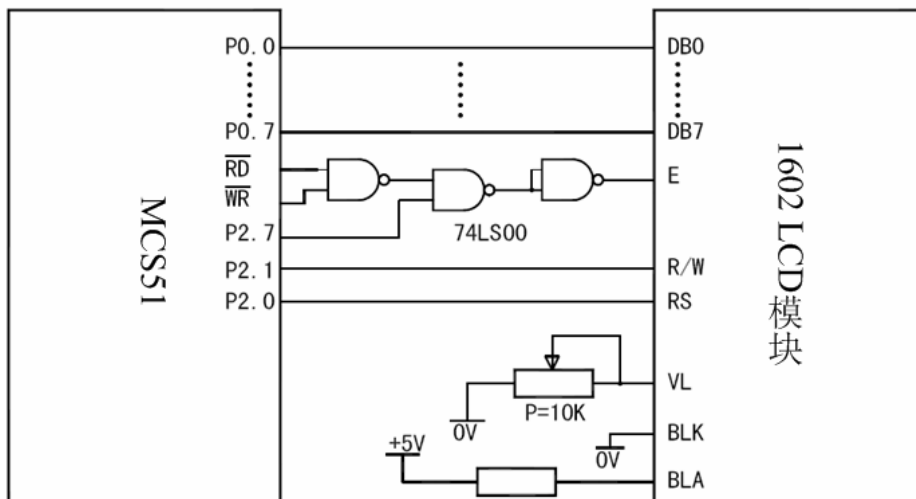 P0.0
DB0
P0.7
DB7
RD
E
WR
P2.7
74LS00
P2.1
R/W
P2.0
RS
MCS51
1602 LCD模块
VL
P=10K
0V
BLK
+5V
0V
BLA